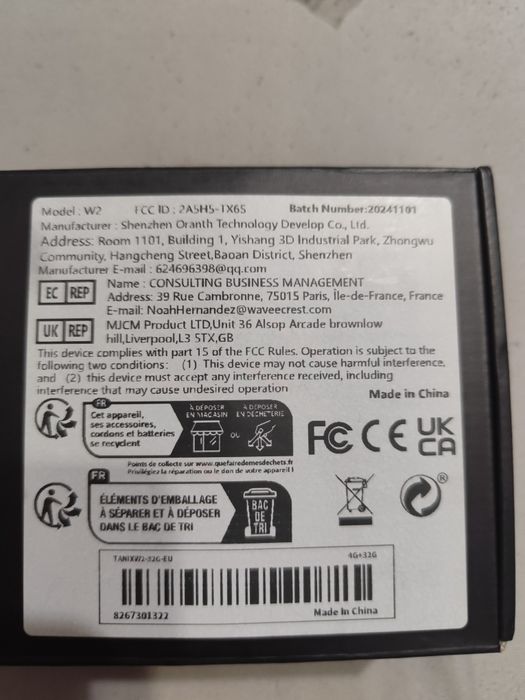 Model : W2 FCC ID : 2A5HS-TX65 Batch Number:20241101
Manufacturer : Shenzhen Oranth Technology Develop Co., Ltd.
Address: Room 1101, Building 1, Yishang 3D Industrial Park, Zhongwu
Community, Hangcheng Street,Baoan District, Shenzhen
Manufacturer E-mail : 624696398@qq.com
EC REP
Name : CONSULTING BUSINESS MANAGEMENT
Address: 39 Rue Cambronne, 75015 Paris, Île-de-France, France
E-mail: NoahHernandez@waveecrest.com
UK REP
MJCM Product LTD,Unit 36 Alsop Arcade brownlow
hill,Liverpool,L3 5TX,GB
This device complies with part 15 of the FCC Rules. Operation is subject to the
following two conditions: (1) This device may not cause harmful interference,
and (2) this device must accept any interference received, including
interference that may cause undesired operation
Made in China
FR
Cet appareil,
ses accessoires,
cordons et batteries
se recyclent
À DÉPOSER
EN MAGASIN
OU
À DÉPOSER
EN DÉCHÈTERIE
FC CE UK
CA
Points de collecte sur www.quefairedemesdechets.fr
Privilégiez la réparation ou le don de votre appareil !
FR
ÉLÉMENTS D'EMBALLAGE
À SÉPARER ET À DÉPOSER
DANS LE BAC DE TRI
BAC
DE
TRI
®
TANIXW2-32G-EU 4G+32G
8267301322 Made In China